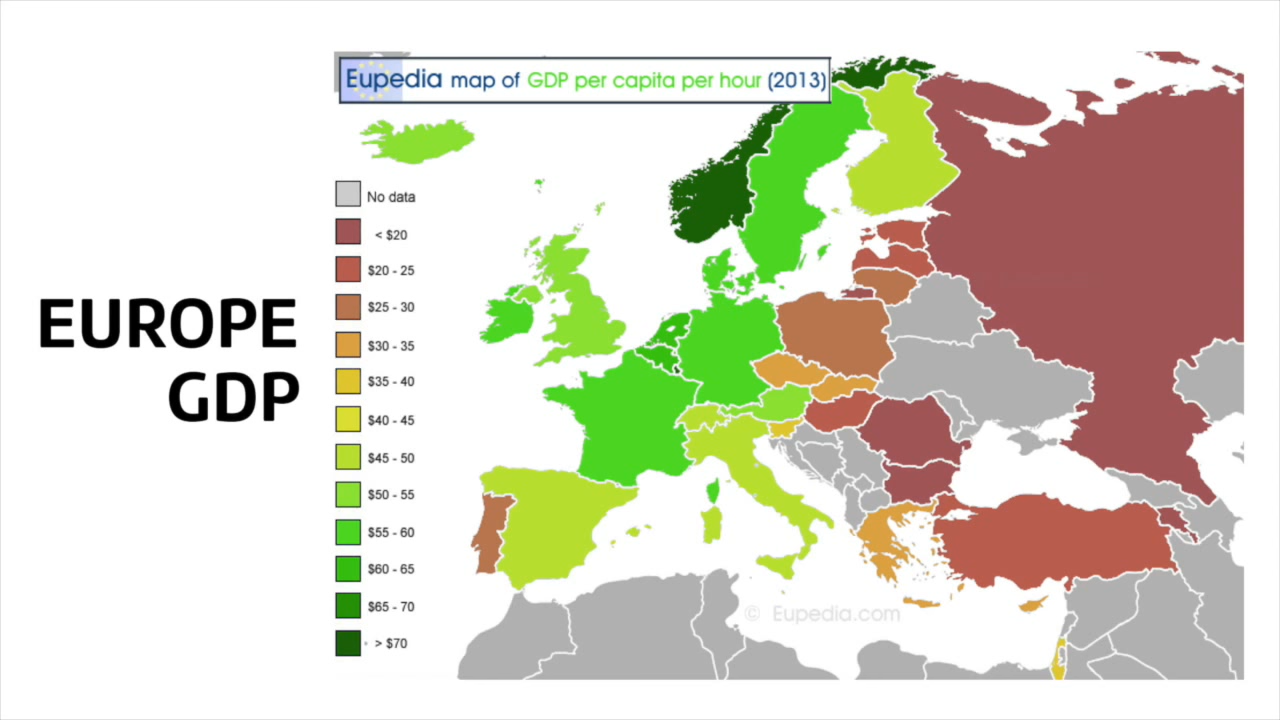 Eupedia map of GDP per capita per hour (2013)
EUROPE
GDP
No data
< $20
$20 - 25
$25 - 30
$30 - 35
$35 - 40
$40 - 45
$45 - 50
$50 - 55
$55 - 60
$60 - 65
$65 - 70
> $70
© Eupedia.com